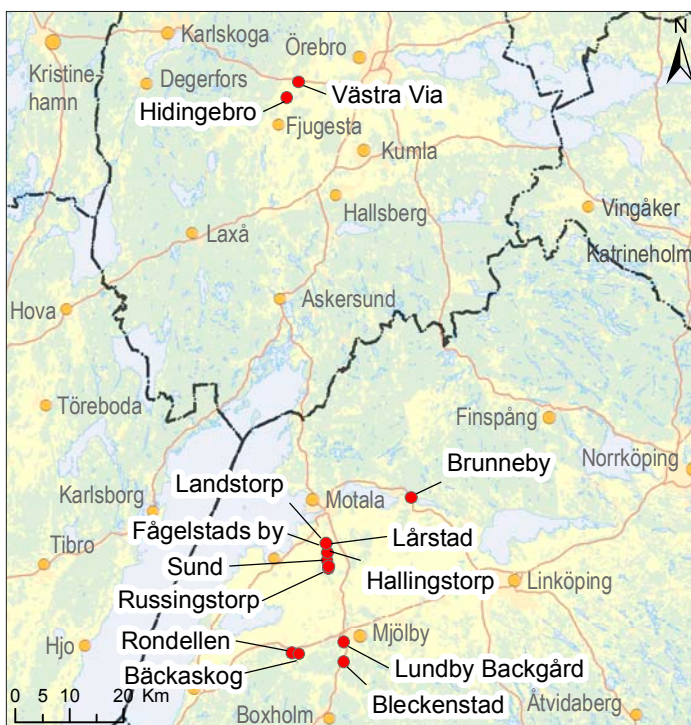 Karlskoga
Örebro
N
Kristine-
hamn
Degerfors
Västra Via
Hidingebro
Fjugesta
Kumla
Hallsberg
Vingåker
Laxå
Katrineholm
Askersund
Hova
Töreboda
Finspång
Brunneby
Norrköping
Landstorp
Motala
Karlsborg
Fågelstads by
Lårstad
Tibro
Sund
Hallingstorp
Russingstorp
Linköping
Hjo
Rondellen
Mjölby
Bäckaskog
Lundby Backgård
Bleckenstad
0 5 10 20 Km
Boxholm
Åtvidaberg